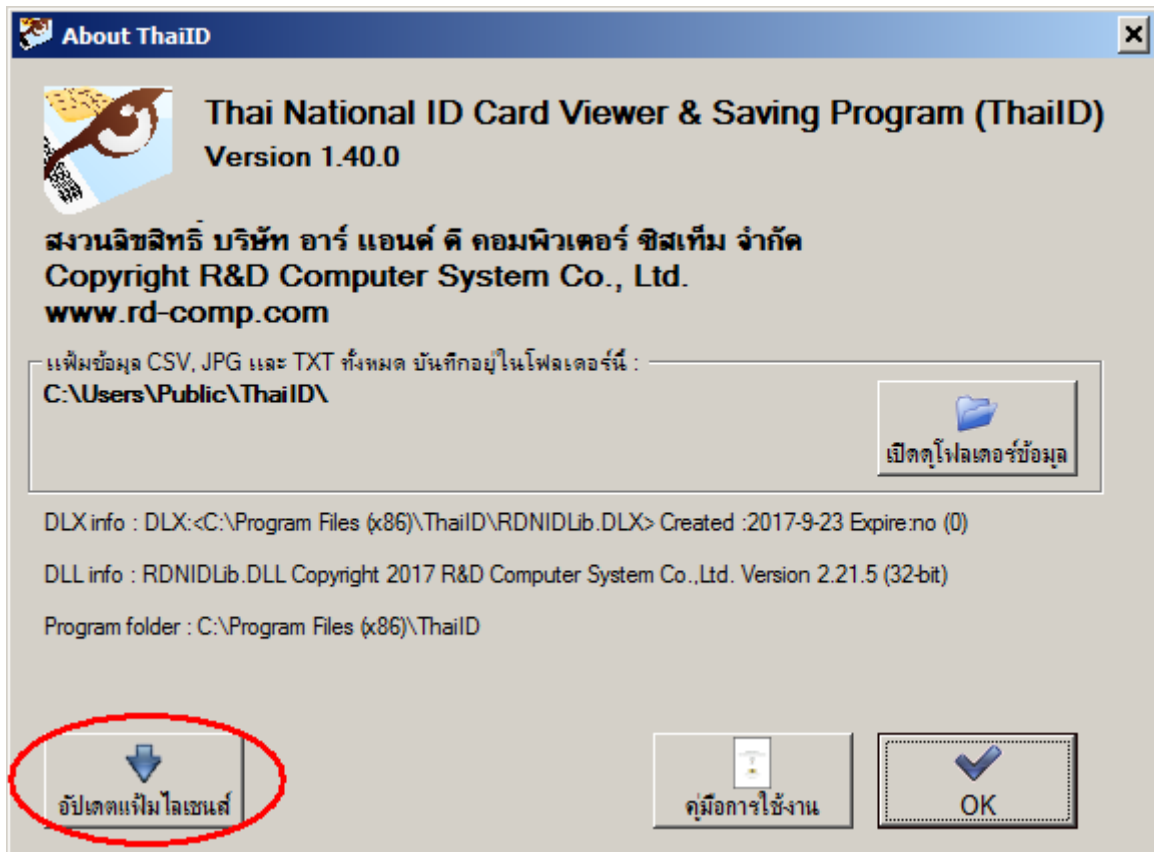 About ThaiID
Thai National ID Card Viewer & Saving Program (ThaiID)
Version 1.40.0
สงวนลิขสิทธิ์ บริษัท อาร์ แอนด์ ดี คอมพิวเตอร์ ซิสเท็ม จำกัด
Copyright R&D Computer System Co., Ltd.
www.rd-comp.com
แฟ้มข้อมูล CSV, JPG และ TXT ทั้งหมด บันทึกอยู่ในโฟลเดอร์นี้ :
C:\Users\Public\ThaiID\
เปิดดูโฟลเดอร์ข้อมูล
DLX info : DLX:<C:\Program Files (x86)\ThaiID\RDNIDLib.DLX> Created :2017-9-23 Expire:no (0)
DLL info : RDNIDLib.DLL Copyright 2017 R&D Computer System Co.,Ltd. Version 2.21.5 (32-bit)
Program folder : C:\Program Files (x86)\ThaiID
อัปเดตแฟ้มไลเซนส์
คู่มือการใช้งาน
OK